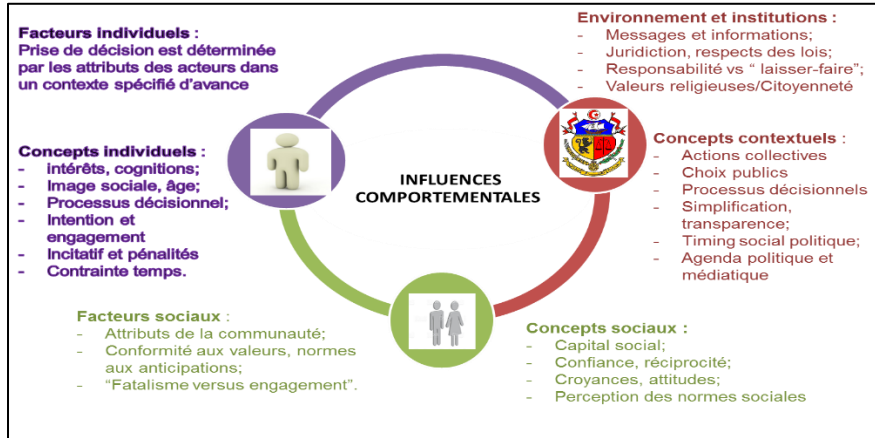 Facteurs individuels :
Prise de décision est déterminée
par les attributs des acteurs dans
un contexte spécifié d'avance
Concepts individuels :
- intérêts, cognitions;
- Image sociale, âge;
- Processus décisionnel;
- Intention et
engagement
- Incitatif et pénalités
- Contrainte temps.
INFLUENCES
COMPORTEMENTALES
Environnement et institutions :
- Messages et informations;
- Juridiction, respects des lois;
- Responsabilité vs " laisser-faire";
- Valeurs religieuses/Citoyenneté
Concepts contextuels :
- Actions collectives
- Choix publics
- Processus décisionnels
- Simplification,
transparence;
- Timing social politique;
- Agenda politique et
médiatique
Facteurs sociaux :
- Attributs de la communauté;
- Conformité aux valeurs, normes
aux anticipations;
- "Fatalisme versus engagement".
Concepts sociaux :
- Capital social;
- Confiance, réciprocité;
- Croyances, attitudes;
- Perception des normes sociales